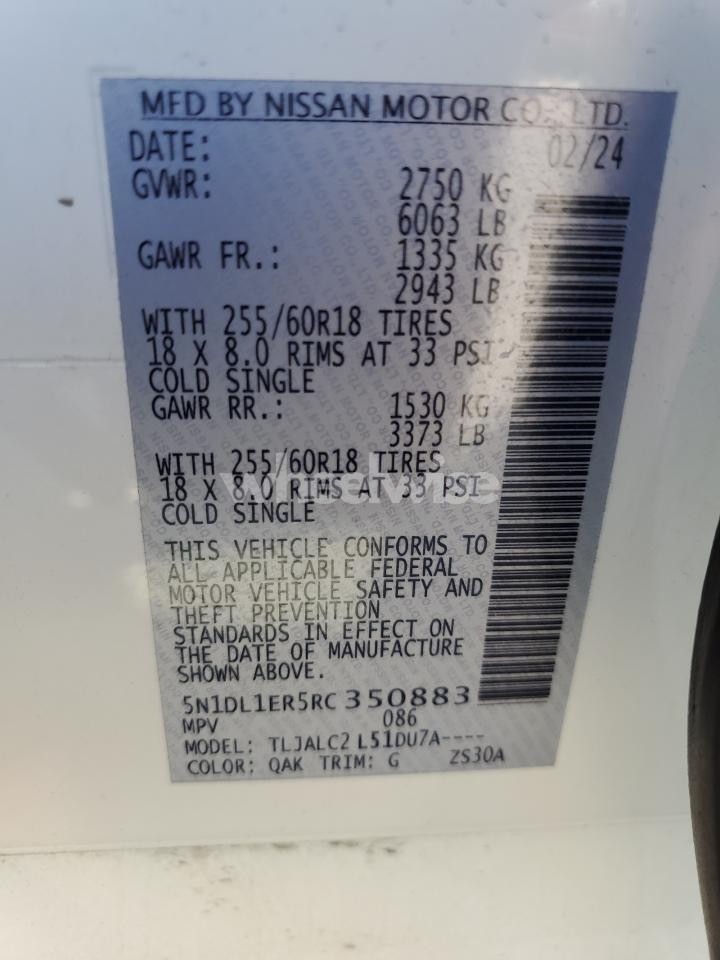 MFD BY NISSAN MOTOR CO., LTD.
DATE: 02/24
GVWR: 2750 KG
6063 LB
GAWR FR.: 1335 KG
2943 LB
WITH 255/60R18 TIRES
18 X 8.0 RIMS AT 33 PSI
COLD SINGLE
GAWR RR.: 1530 KG
3373 LB
WITH 255/60R18 TIRES
18 X 8.0 RIMS AT 33 PSI
COLD SINGLE
THIS VEHICLE CONFORMS TO
ALL APPLICABLE FEDERAL
MOTOR VEHICLE SAFETY AND
THEFT PREVENTION
STANDARDS IN EFFECT ON
THE DATE OF MANUFACTURE
SHOWN ABOVE.
5N1DL1ER5RC350883
MPV 086
MODEL: TLJALC2 L51DU7A----
COLOR: QAK TRIM: G ZS30A